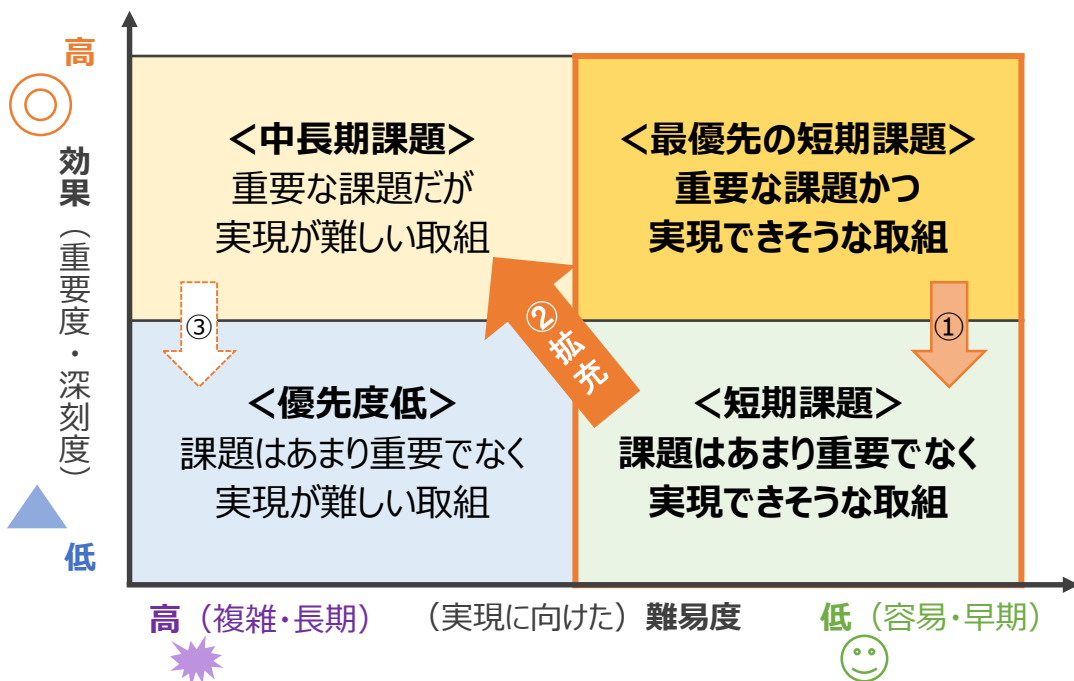 高
効果（重要度・深刻度）
低
＜中長期課題＞
重要な課題だが
実現が難しい取組
＜最優先の短期課題＞
重要な課題かつ
実現できそうな取組
③
②拡充
①
＜優先度低＞
課題はあまり重要でなく
実現が難しい取組
＜短期課題＞
課題はあまり重要でなく
実現できそうな取組
高（複雑・長期）
（実現に向けた）難易度
低（容易・早期）